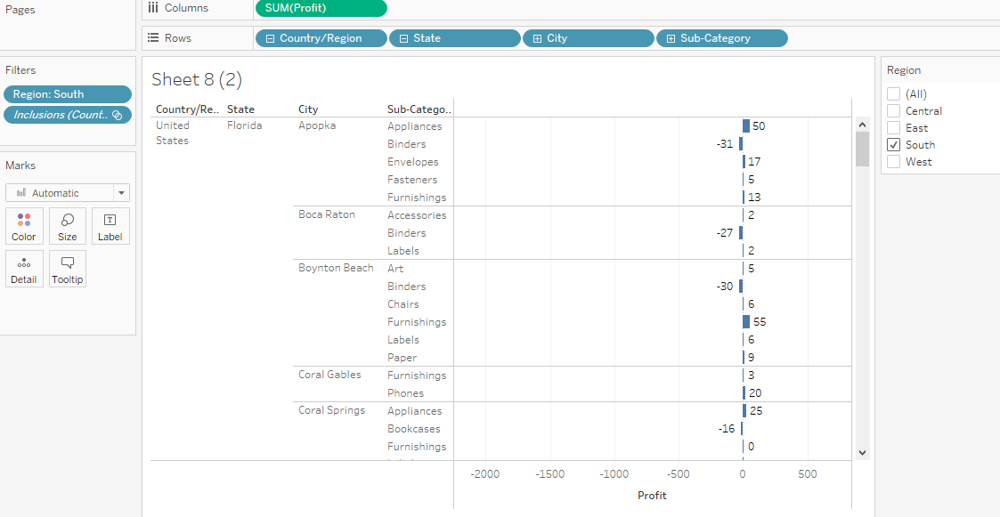 Pages
Columns
SUM(Profit)
Rows
Country/Region
State
City
Sub-Category
Filters
Region: South
Inclusions (Count..
Marks
Automatic
Color
Size
Label
Detail
Tooltip
Sheet 8 (2)
Country/Re.. State City Sub-Catego..
United States Florida Apopka Appliances 50
Binders -31
Envelopes 17
Fasteners 5
Furnishings 13
Boca Raton Accessories 2
Binders -27
Labels 2
Boynton Beach Art 5
Binders -30
Chairs 6
Furnishings 55
Labels 6
Paper 9
Coral Gables Furnishings 3
Phones 20
Coral Springs Appliances 25
Bookcases -16
Furnishings 0
-2000 -1500 -1000 -500 0 500
Profit
Region
(All)
Central
East
South
West